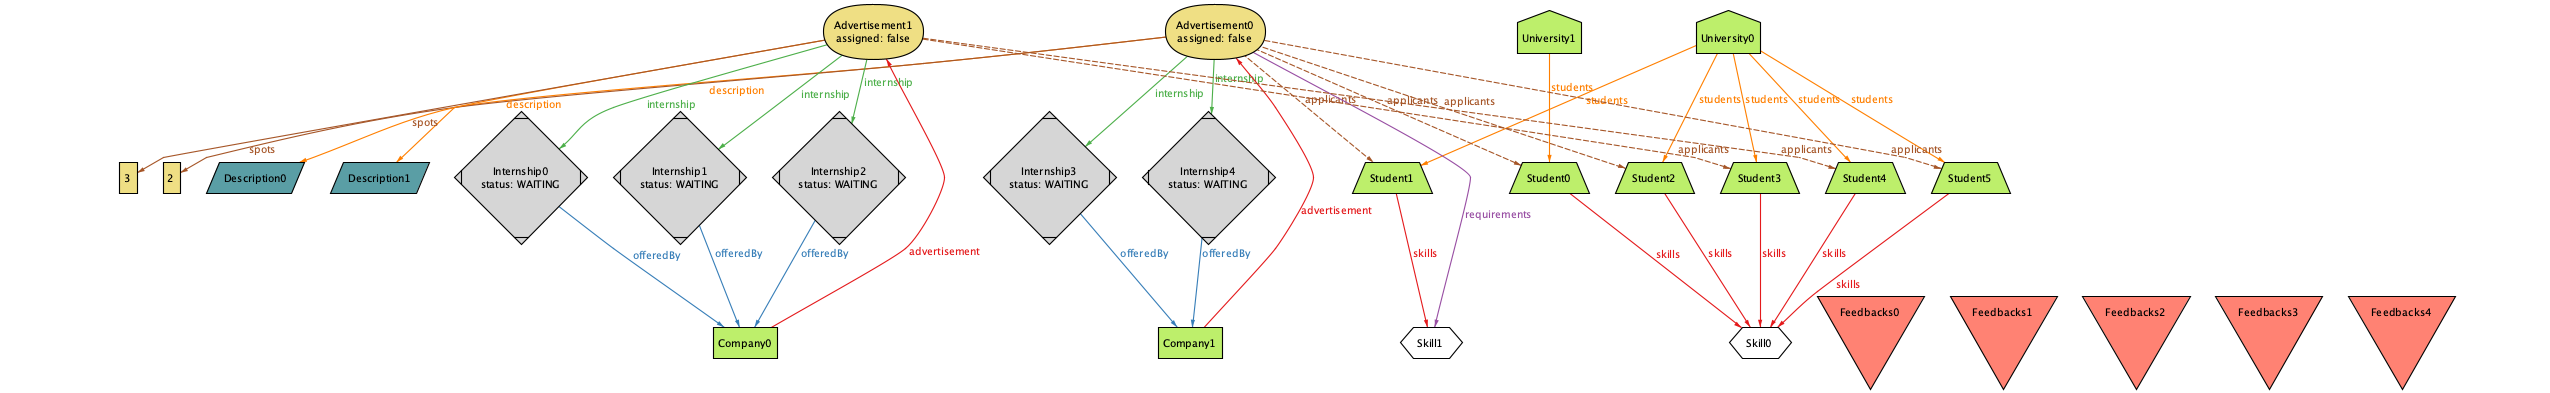 Advertisement1
assigned: false
Advertisement0
assigned: false
University1
University0
internship
internship
description
description
internship
internship
internship
students
students
students
students
students
students
applicants
applicants
applicants
spots
spots
applicants
applicants
applicants
3
2
Description0
Description1
Internship0
status: WAITING
Internship1
status: WAITING
Internship2
status: WAITING
Internship3
status: WAITING
Internship4
status: WAITING
Student1
Student0
Student2
Student3
Student4
Student5
advertisement
requirements
offeredBy
offeredBy
offeredBy
advertisement
offeredBy
offeredBy
skills
skills
skills
skills
skills
skills
Company0
Company1
Skill1
Skill0
Feedbacks0
Feedbacks1
Feedbacks2
Feedbacks3
Feedbacks4